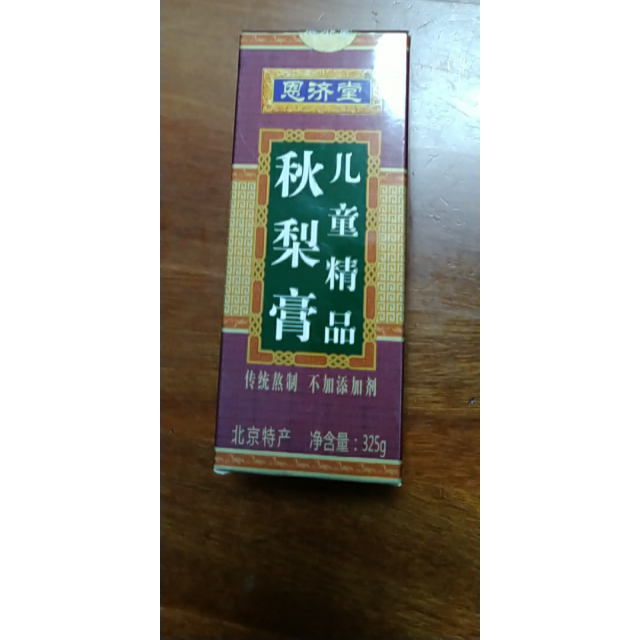 恩济堂
儿童精品
秋梨膏
传统熬制 不加添加剂
北京特产 净含量：325g